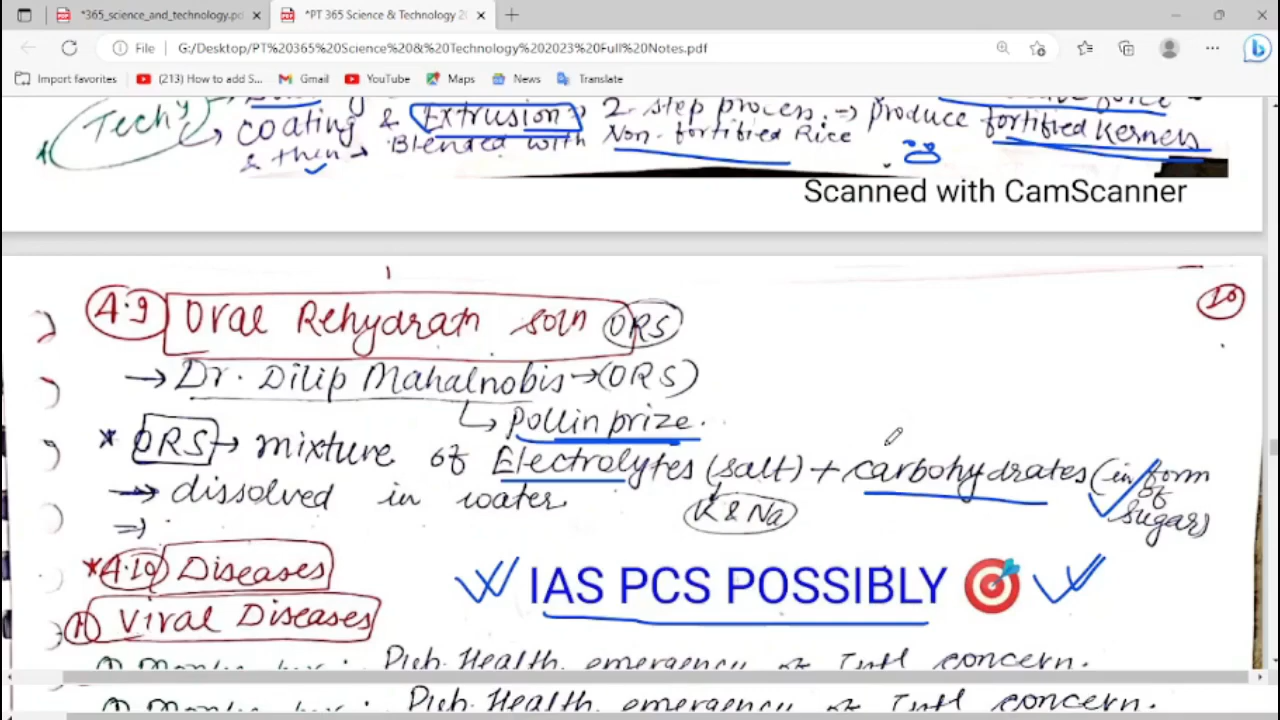 *365_science_and_technology.pd
*PT 365 Science & Technology 20
File
G:/Desktop/PT%20365%20Science%20&%20Technology%202023%20Full%20Notes.pdf
Import favorites
(213) How to add S...
Gmail
YouTube
Maps
News
Translate
Techy
coating & Extrusion 2-step process => produce fortified Kernels
& then → Blended with Non-fortified Rice
Scanned with CamScanner
10
A.9 Oral Rehydratn soln ORS
→ Dr. Dilip Mahalnobis → (ORS)
↳ Pollin prize.
* ORS → mixture of Electrolytes (salt) + carbohydrates (in form of sugar)
K & Na
→ dissolved in water
=>
* A.10 Diseases
IAS PCS POSSIBLY 🎯
Viral Diseases
Pub. Health emergency of Intl concern.
Pub. Health emergency of Intl concern.